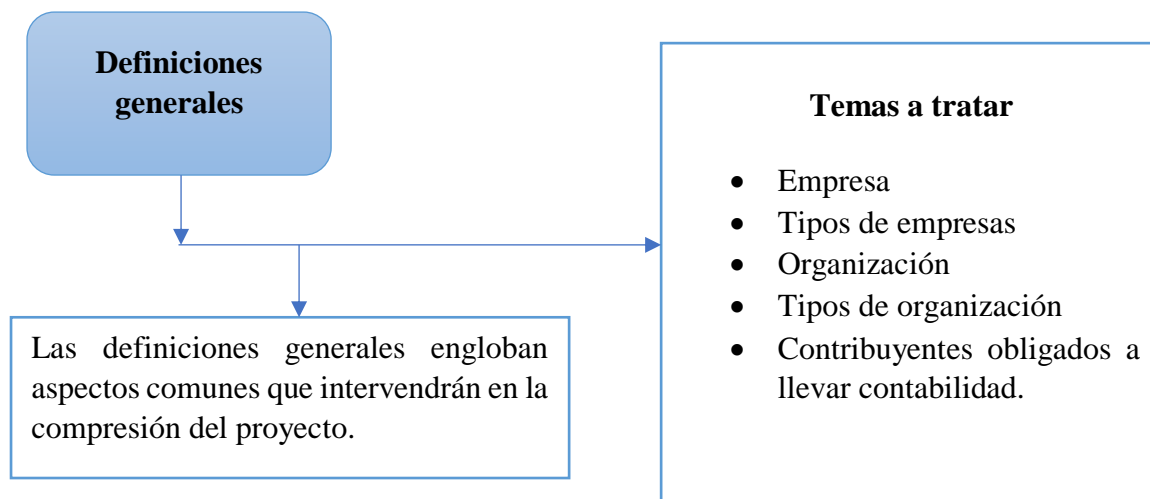 Definiciones
generales
Temas a tratar
• Empresa
• Tipos de empresas
• Organización
• Tipos de organización
• Contribuyentes obligados a
llevar contabilidad.
Las definiciones generales engloban
aspectos comunes que intervendrán en la
compresión del proyecto.